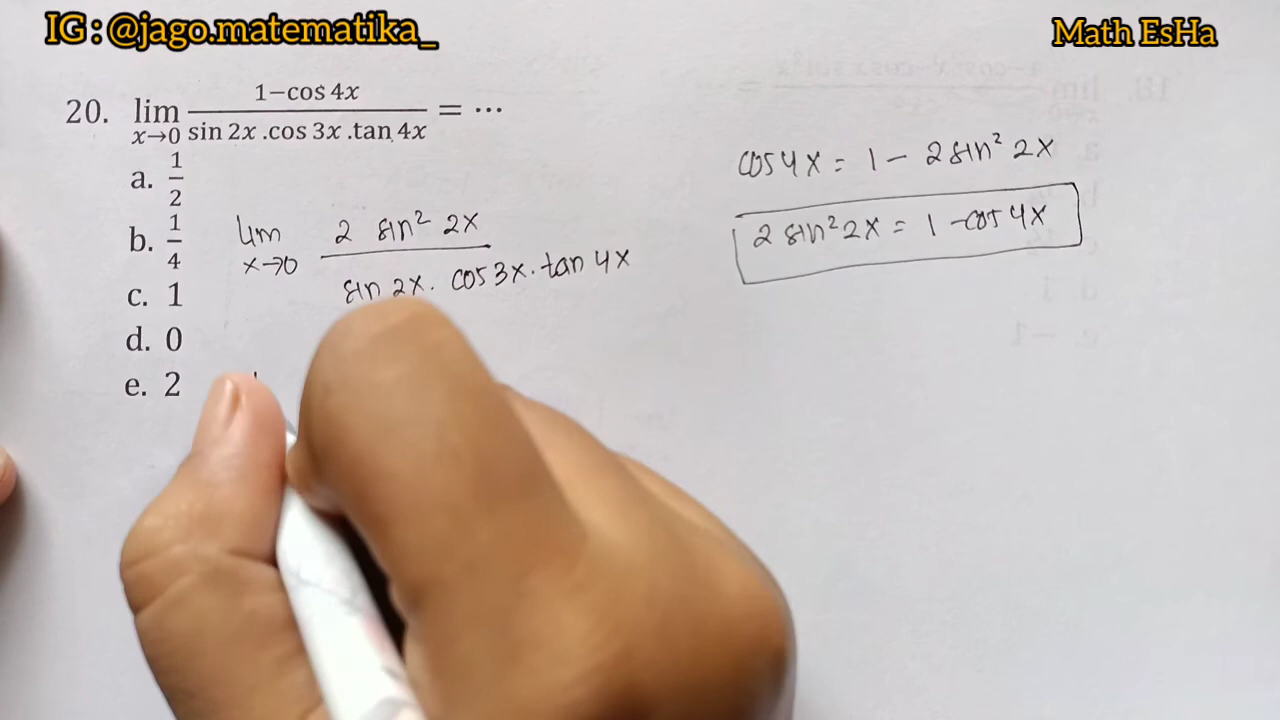 IG : @jago.matematika_
Math EsHa
20. lim x→0 1−cos 4x / sin 2x .cos 3x .tan 4x = ⋯
a. 1/2
b. 1/4
c. 1
d. 0
e. 2
lim x→0 2 sin² 2x / sin 2x. cos 3x. tan 4x
cos 4x = 1 − 2 sin² 2x
2 sin² 2x = 1 − cos 4x